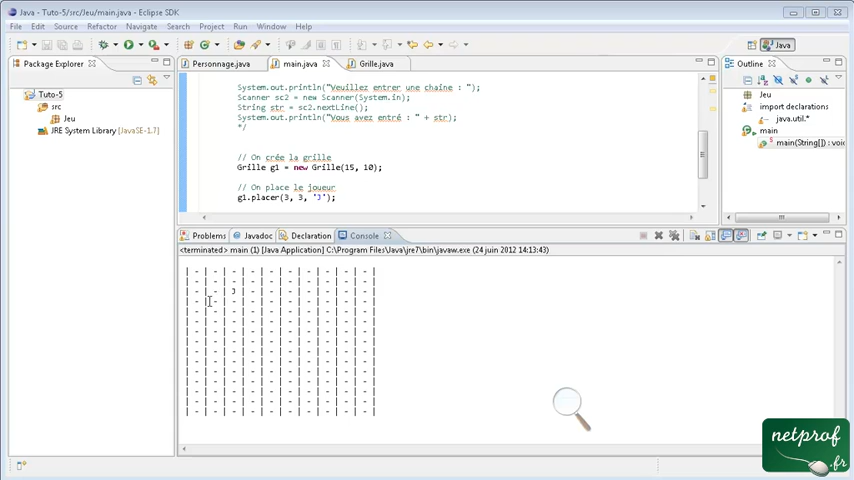 Java - Tuto-5/src/Jeu/main.java - Eclipse SDK
File Edit Source Refactor Navigate Search Project Run Window Help
Java
Package Explorer
Personnage.java
main.java
Grille.java
Outline
Tuto-5
src
Jeu
JRE System Library [JavaSE-1.7]
System.out.println("Veuillez entrer une chaîne : ");
Scanner sc2 = new Scanner(System.in);
String str = sc2.nextLine();
System.out.println("Vous avez entré : " + str);
*/
// On crée la grille
Grille g1 = new Grille(15, 10);
// On place le joueur
g1.placer(3, 3, 'J');
Jeu
import declarations
java.util.*
main
main(String[]) : voi
Problems Javadoc Declaration Console
<terminated> main (1) [Java Application] C:\Program Files\Java\jre7\bin\javaw.exe (24 juin 2012 14:13:43)
| - | - | - | - | - | - | - | - | - | - |
| - | - | - | - | - | - | - | - | - | - |
| - | - | J | - | - | - | - | - | - | - |
| - | - | - | - | - | - | - | - | - | - |
| - | - | - | - | - | - | - | - | - | - |
| - | - | - | - | - | - | - | - | - | - |
| - | - | - | - | - | - | - | - | - | - |
| - | - | - | - | - | - | - | - | - | - |
| - | - | - | - | - | - | - | - | - | - |
| - | - | - | - | - | - | - | - | - | - |
| - | - | - | - | - | - | - | - | - | - |
| - | - | - | - | - | - | - | - | - | - |
| - | - | - | - | - | - | - | - | - | - |
| - | - | - | - | - | - | - | - | - | - |
| - | - | - | - | - | - | - | - | - | - |
netprof
.fr